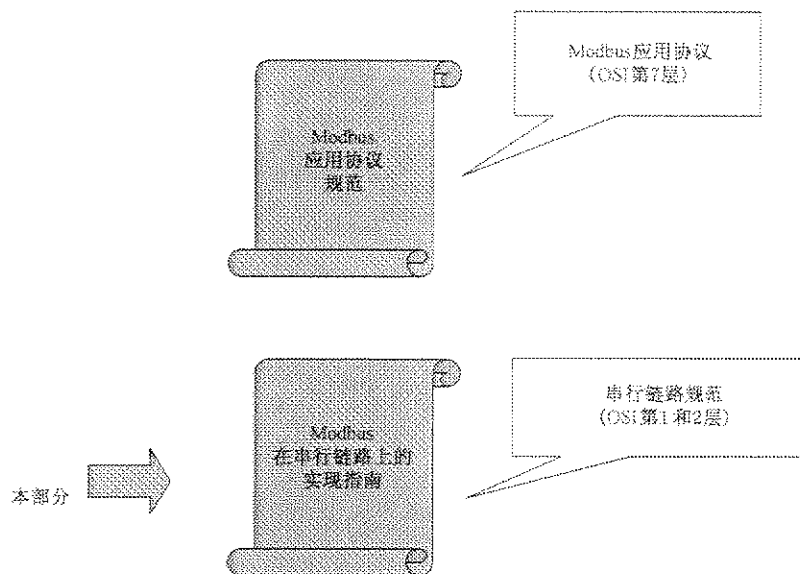 Modbus应用协议
(OSI第7层)
Modbus
应用协议
规范
串行链路规范
(OSI第1和2层)
Modbus
在串行链路上的
实现指南
本部分